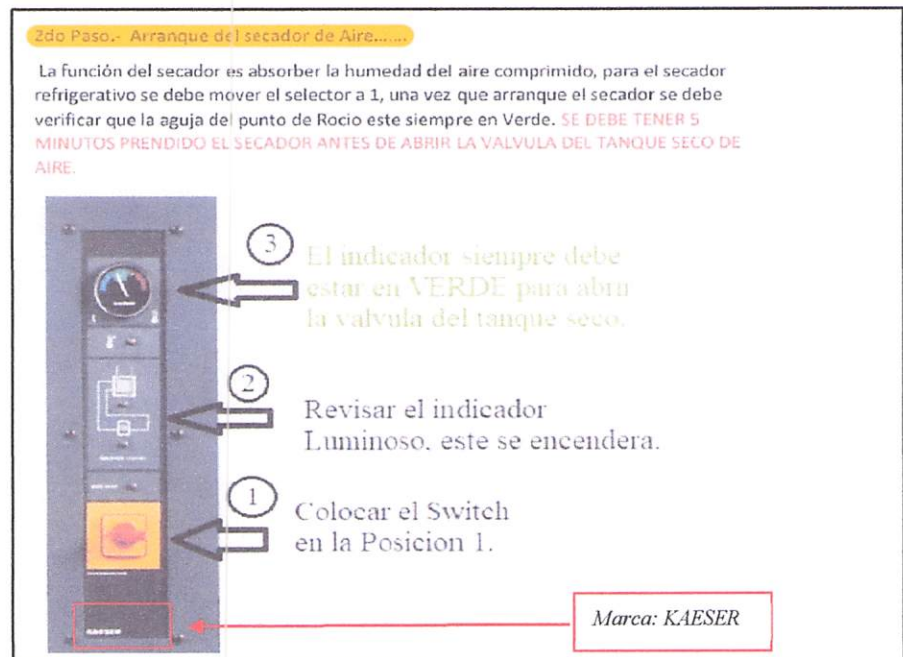 2do Paso.- Arranque del secador de Aire.......
La función del secador es absorber la humedad del aire comprimido, para el secador
refrigerativo se debe mover el selector a 1, una vez que arranque el secador se debe
verificar que la aguja del punto de Rocio este siempre en Verde. SE DEBE TENER 5
MINUTOS PRENDIDO EL SECADOR ANTES DE ABRIR LA VALVULA DEL TANQUE SECO DE
AIRE.
3
El indicador siempre debe
estar en VERDE para abrir
la valvula del tanque seco.
2
Revisar el indicador
Luminoso, este se encendera.
1
Colocar el Switch
en la Posicion 1.
KAESER
Marca: KAESER